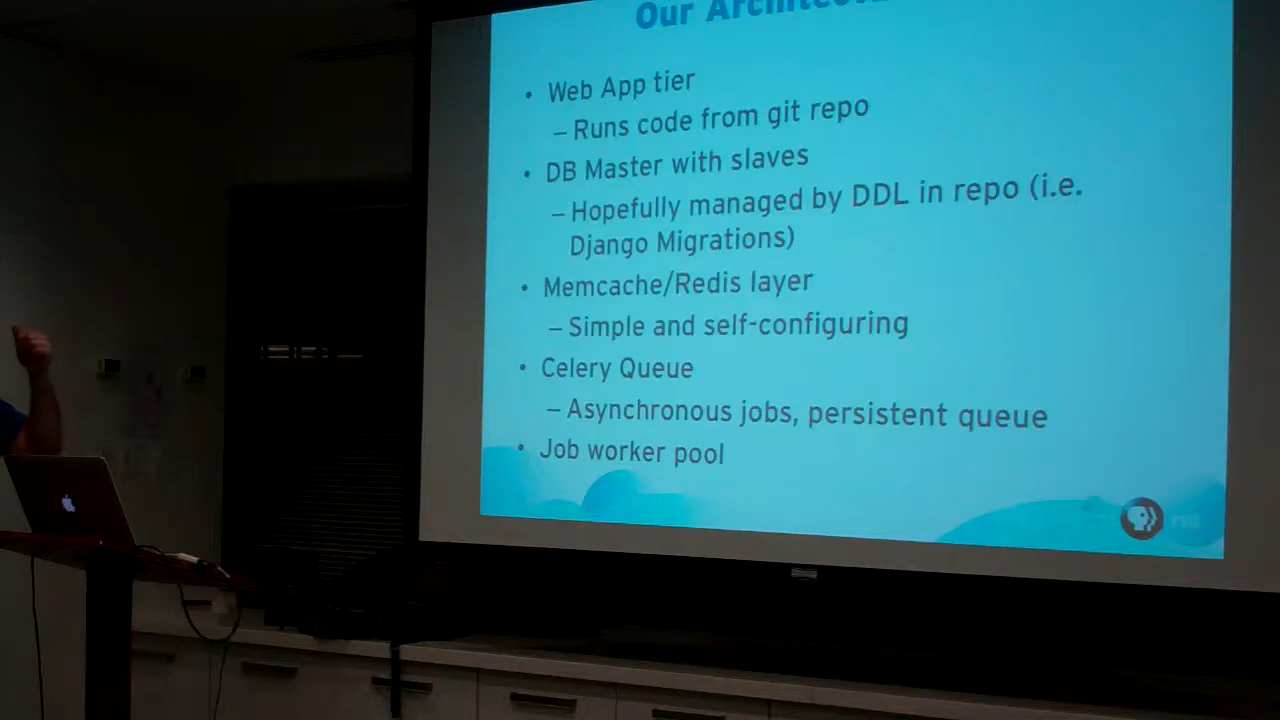 Our
• Web App tier
– Runs code from git repo
• DB Master with slaves
– Hopefully managed by DDL in repo (i.e.
Django Migrations)
• Memcache/Redis layer
– Simple and self-configuring
• Celery Queue
– Asynchronous jobs, persistent queue
• Job worker pool